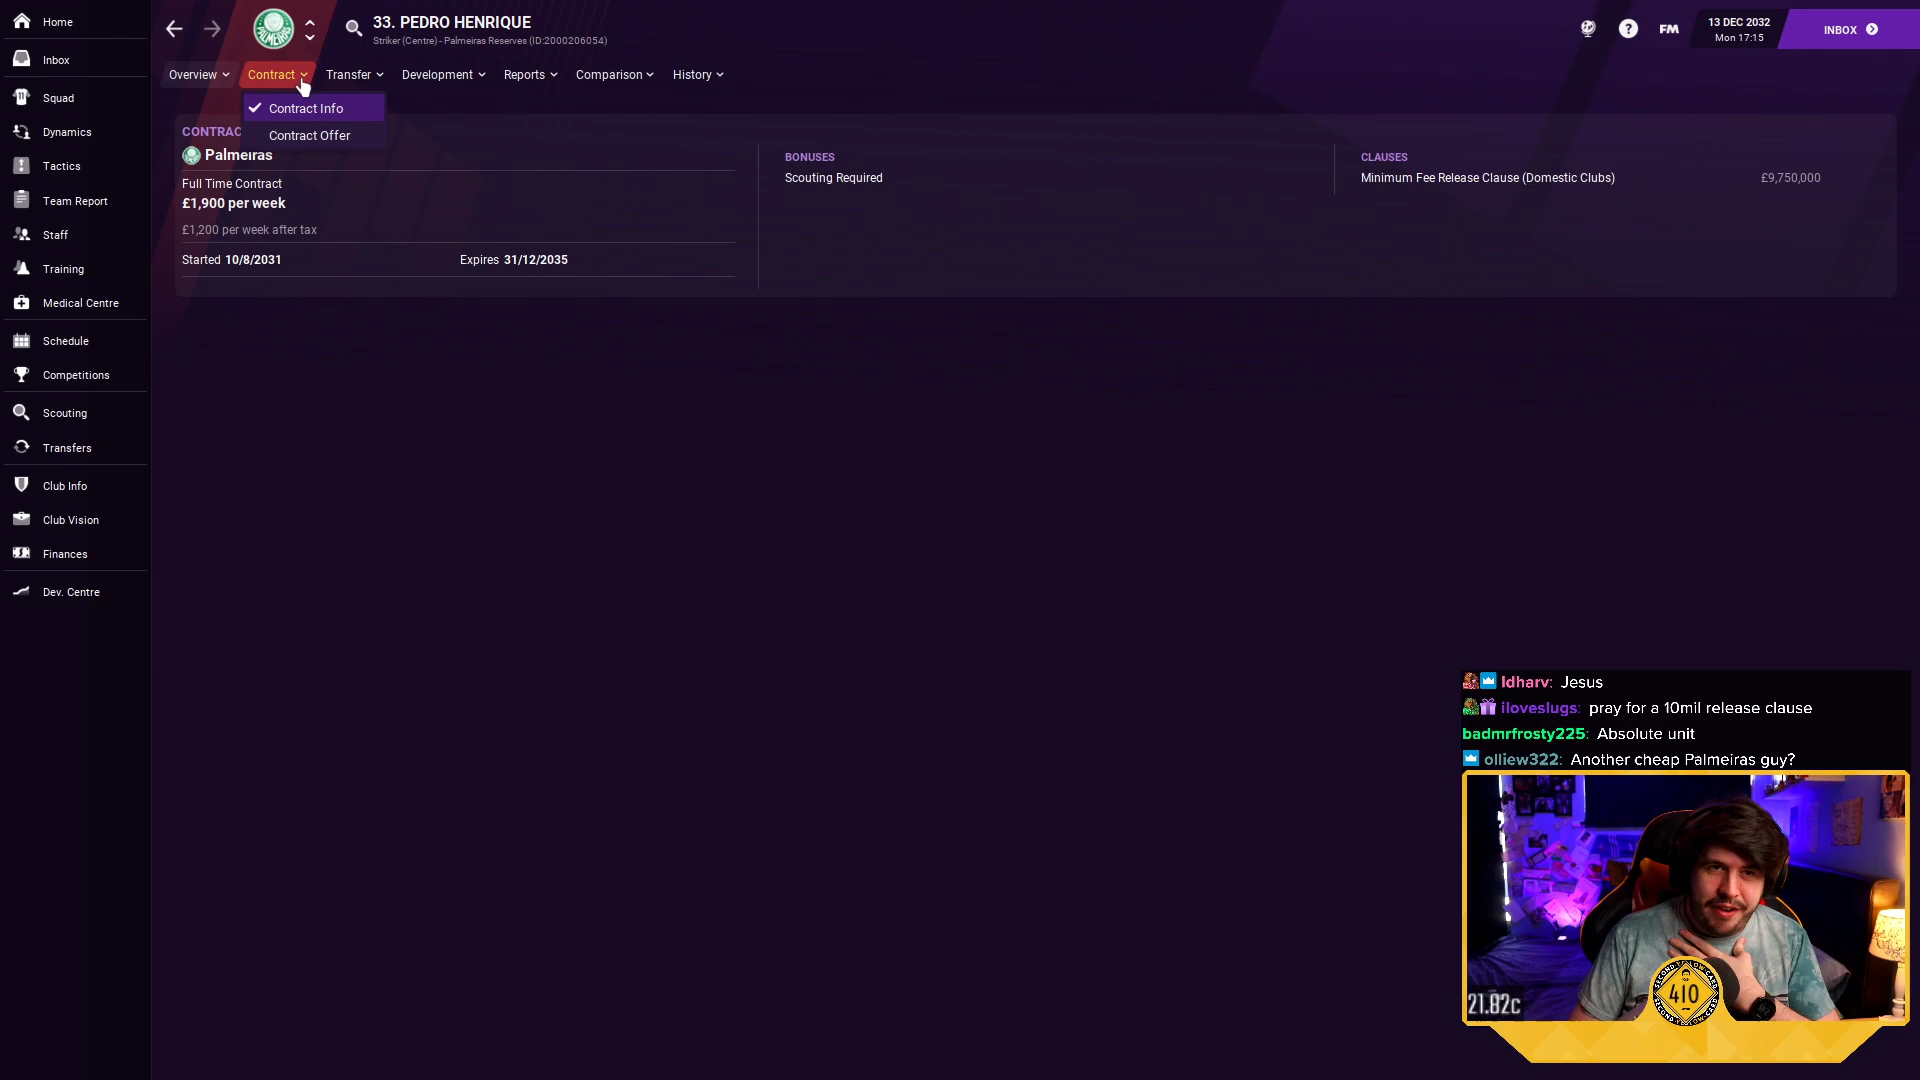 Home
Inbox
Squad
Dynamics
Tactics
Team Report
Staff
Training
Medical Centre
Schedule
Competitions
Scouting
Transfers
Club Info
Club Vision
Finances
Dev. Centre
PALMEIRAS
33. PEDRO HENRIQUE
Striker (Centre) - Palmeiras Reserves (ID:2000206054)
FM
13 DEC 2032
Mon 17:15
INBOX
Overview
Contract
Transfer
Development
Reports
Comparison
History
Contract Info
Contract Offer
CONTRAC
Palmeiras
Full Time Contract
£1,900 per week
£1,200 per week after tax
Started 10/8/2031
Expires 31/12/2035
BONUSES
Scouting Required
CLAUSES
Minimum Fee Release Clause (Domestic Clubs) £9,750,000
ldharv: Jesus
iloveslugs: pray for a 10mil release clause
badmrfrosty225: Absolute unit
olliew322: Another cheap Palmeiras guy?
21.82c
SECOND YELLOW CARD
410